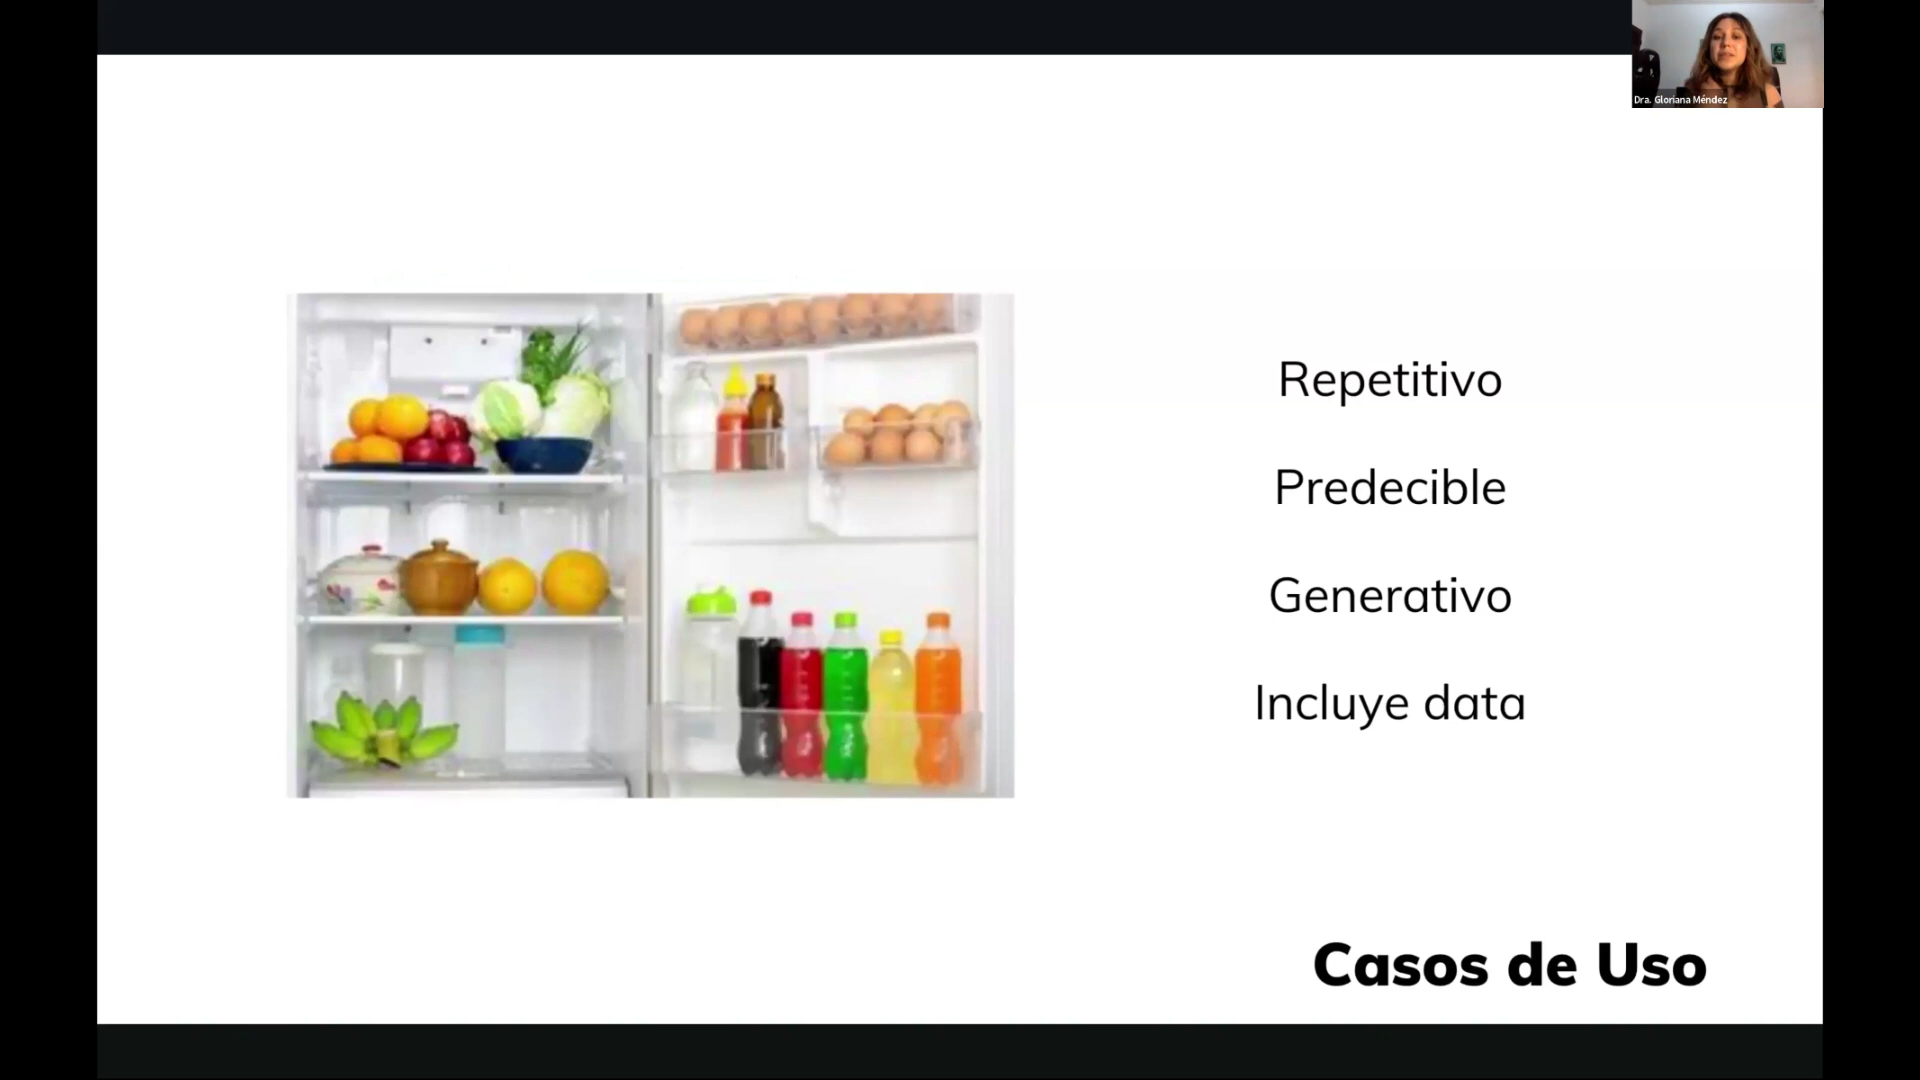 Dra. Gloriana Méndez
Repetitivo
Predecible
Generativo
Incluye data
Casos de Uso